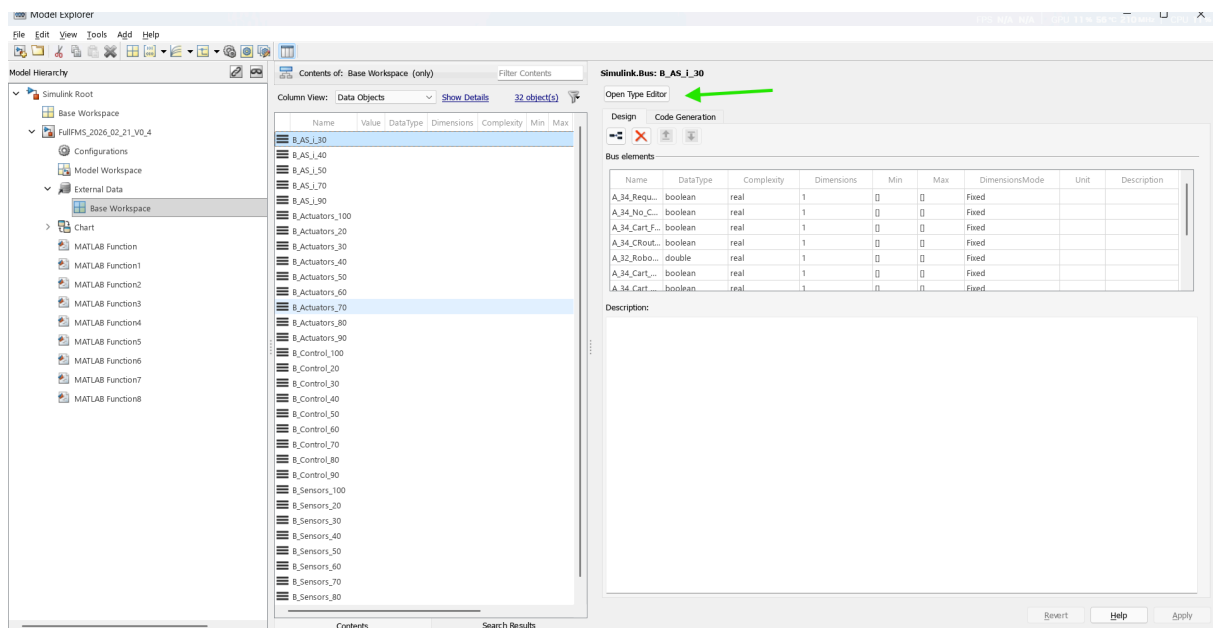 Model Explorer
File Edit View Tools Add Help
Model Hierarchy
Simulink Root
Base Workspace
FullFMS_2026_02_21_V0_4
Configurations
Model Workspace
External Data
Base Workspace
Chart
MATLAB Function
MATLAB Function1
MATLAB Function2
MATLAB Function3
MATLAB Function4
MATLAB Function5
MATLAB Function6
MATLAB Function7
MATLAB Function8
Contents of: Base Workspace (only) Filter Contents
Column View: Data Objects Show Details 32 object(s)
Name Value DataType Dimensions Complexity Min Max
B_AS_i_30
B_AS_i_40
B_AS_i_50
B_AS_i_70
B_AS_i_90
B_Actuators_100
B_Actuators_20
B_Actuators_30
B_Actuators_40
B_Actuators_50
B_Actuators_60
B_Actuators_70
B_Actuators_80
B_Actuators_90
B_Control_100
B_Control_20
B_Control_30
B_Control_40
B_Control_50
B_Control_60
B_Control_70
B_Control_80
B_Control_90
B_Sensors_100
B_Sensors_20
B_Sensors_30
B_Sensors_40
B_Sensors_50
B_Sensors_60
B_Sensors_70
B_Sensors_80
Contents Search Results
Simulink.Bus: B_AS_i_30
Open Type Editor
Design Code Generation
Bus elements
Name DataType Complexity Dimensions Min Max DimensionsMode Unit Description
A_34_Requ... boolean real 1 [] [] Fixed
A_34_No_C... boolean real 1 [] [] Fixed
A_34_Cart_F... boolean real 1 [] [] Fixed
A_34_CRout... boolean real 1 [] [] Fixed
A_32_Robo... double real 1 [] [] Fixed
A_34_Cart_... boolean real 1 [] [] Fixed
A_34_Cart_... boolean real 1 [] [] Fixed
Description:
Revert Help Apply